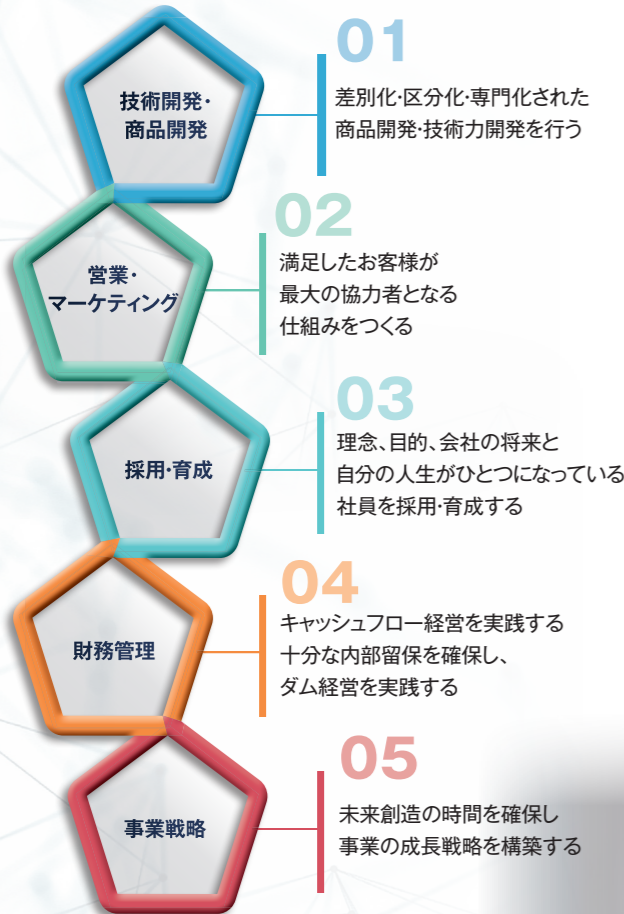 01
技術開発・
商品開発
差別化・区分化・専門化された
商品開発・技術力開発を行う
02
営業・
マーケティング
満足したお客様が
最大の協力者となる
仕組みをつくる
03
採用・育成
理念、目的、会社の将来と
自分の人生がひとつになっている
社員を採用・育成する
04
財務管理
キャッシュフロー経営を実践する
十分な内部留保を確保し、
ダム経営を実践する
05
事業戦略
未来創造の時間を確保し
事業の成長戦略を構築する